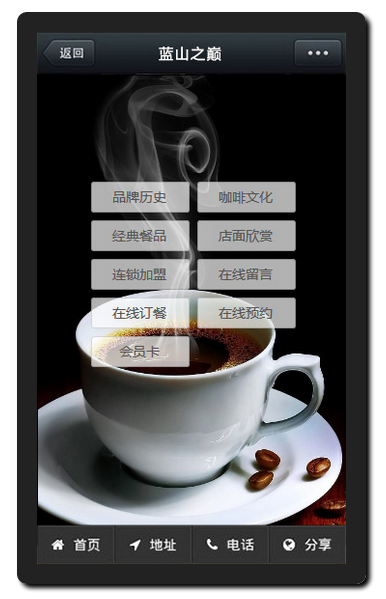 返回 蓝山之巅
品牌历史 咖啡文化
经典餐品 店面欣赏
连锁加盟 在线留言
在线订餐 在线预约
会员卡
首页 地址 电话 分享